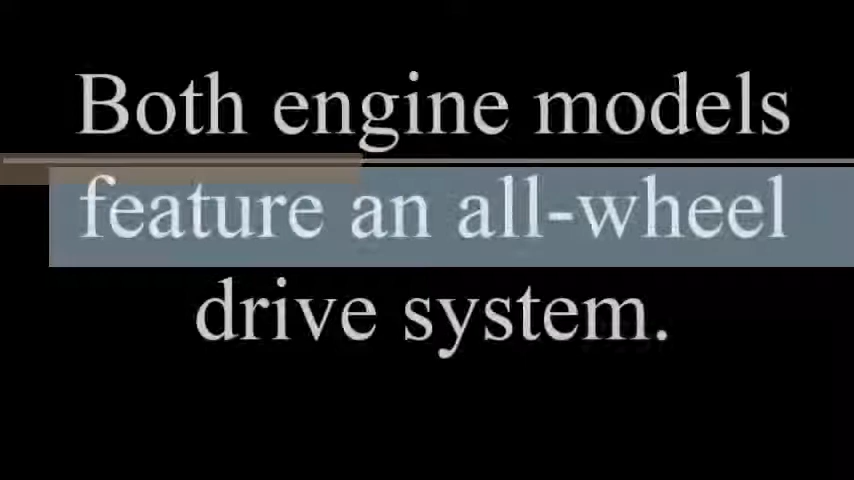 Both engine models
feature an all-wheel
drive system.